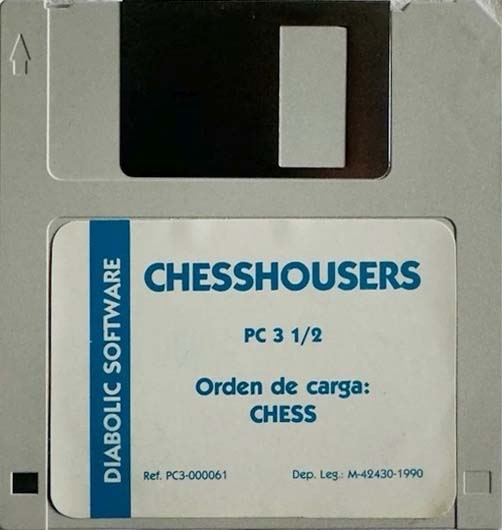 DIABOLIC SOFTWARE
CHESSHOUSERS
PC 3 1/2
Orden de carga:
CHESS
Ref. PC3-000061 Dep. Leg.: M-42430-1990